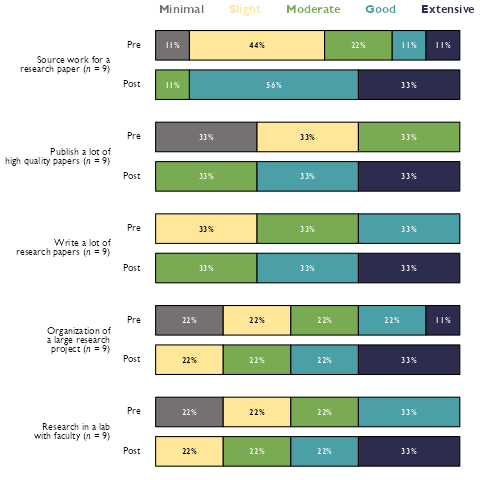 Minimal Slight Moderate Good Extensive
Pre
11% 44% 22% 11% 11%
Source work for a
research paper (n = 9)
Post
11% 56% 33%
Pre
33% 33% 33%
Publish a lot of
high quality papers (n = 9)
Post
33% 33% 33%
Pre
33% 33% 33%
Write a lot of
research papers (n = 9)
Post
33% 33% 33%
Pre
22% 22% 22% 22% 11%
Organization of
a large research
project (n = 9)
Post
22% 22% 22% 33%
Pre
22% 22% 22% 33%
Research in a lab
with faculty (n = 9)
Post
22% 22% 22% 33%